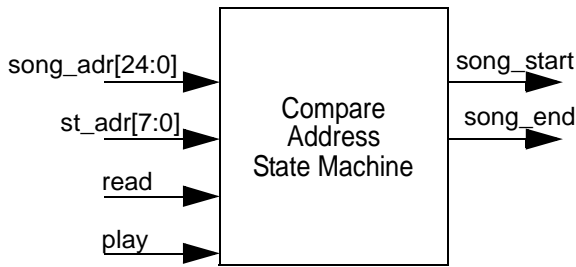 song_adr[24:0]
st_adr[7:0]
read
play
Compare
Address
State Machine
song_start
song_end